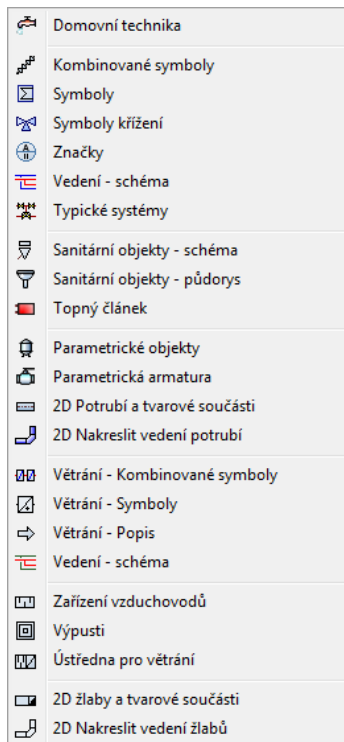 Domovní technika
Kombinované symboly
Symboly
Symboly křížení
Značky
Vedení - schéma
Typické systémy
Sanitární objekty - schéma
Sanitární objekty - půdorys
Topný článek
Parametrické objekty
Parametrická armatura
2D Potrubí a tvarové součásti
2D Nakreslit vedení potrubí
Větrání - Kombinované symboly
Větrání - Symboly
Větrání - Popis
Vedení - schéma
Zařízení vzduchovodů
Výpusti
Ústředna pro větrání
2D žlaby a tvarové součásti
2D Nakreslit vedení žlabů